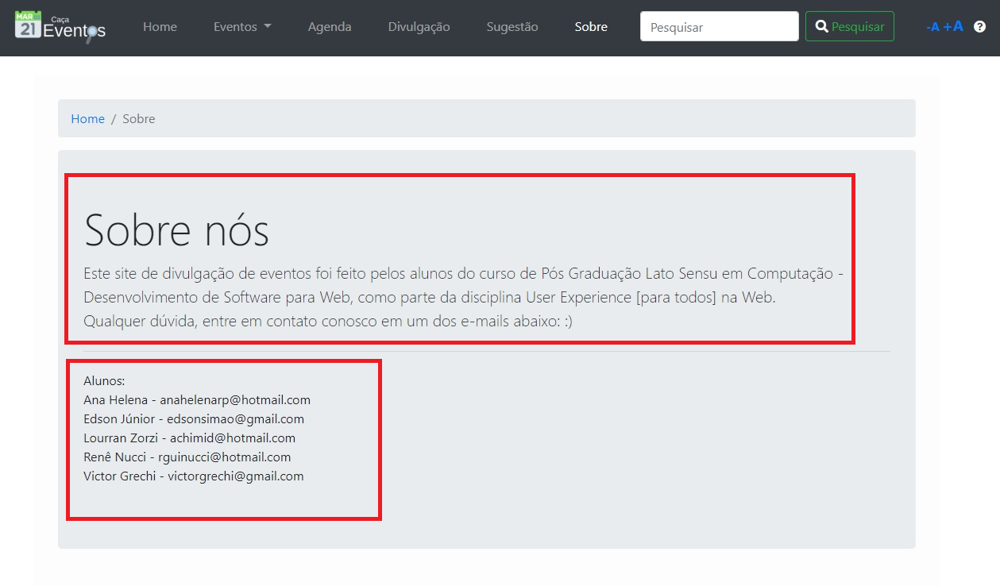 MAR
21
Caça
Eventos
Home
Eventos
Agenda
Divulgação
Sugestão
Sobre
Pesquisar
Pesquisar
-A +A
?
Home / Sobre
Sobre nós
Este site de divulgação de eventos foi feito pelos alunos do curso de Pós Graduação Lato Sensu em Computação -
Desenvolvimento de Software para Web, como parte da disciplina User Experience [para todos] na Web.
Qualquer dúvida, entre em contato conosco em um dos e-mails abaixo: :)
Alunos:
Ana Helena - anahelenarp@hotmail.com
Edson Júnior - edsonsimao@gmail.com
Lourran Zorzi - achimid@hotmail.com
Renê Nucci - rguinucci@hotmail.com
Victor Grechi - victorgrechi@gmail.com